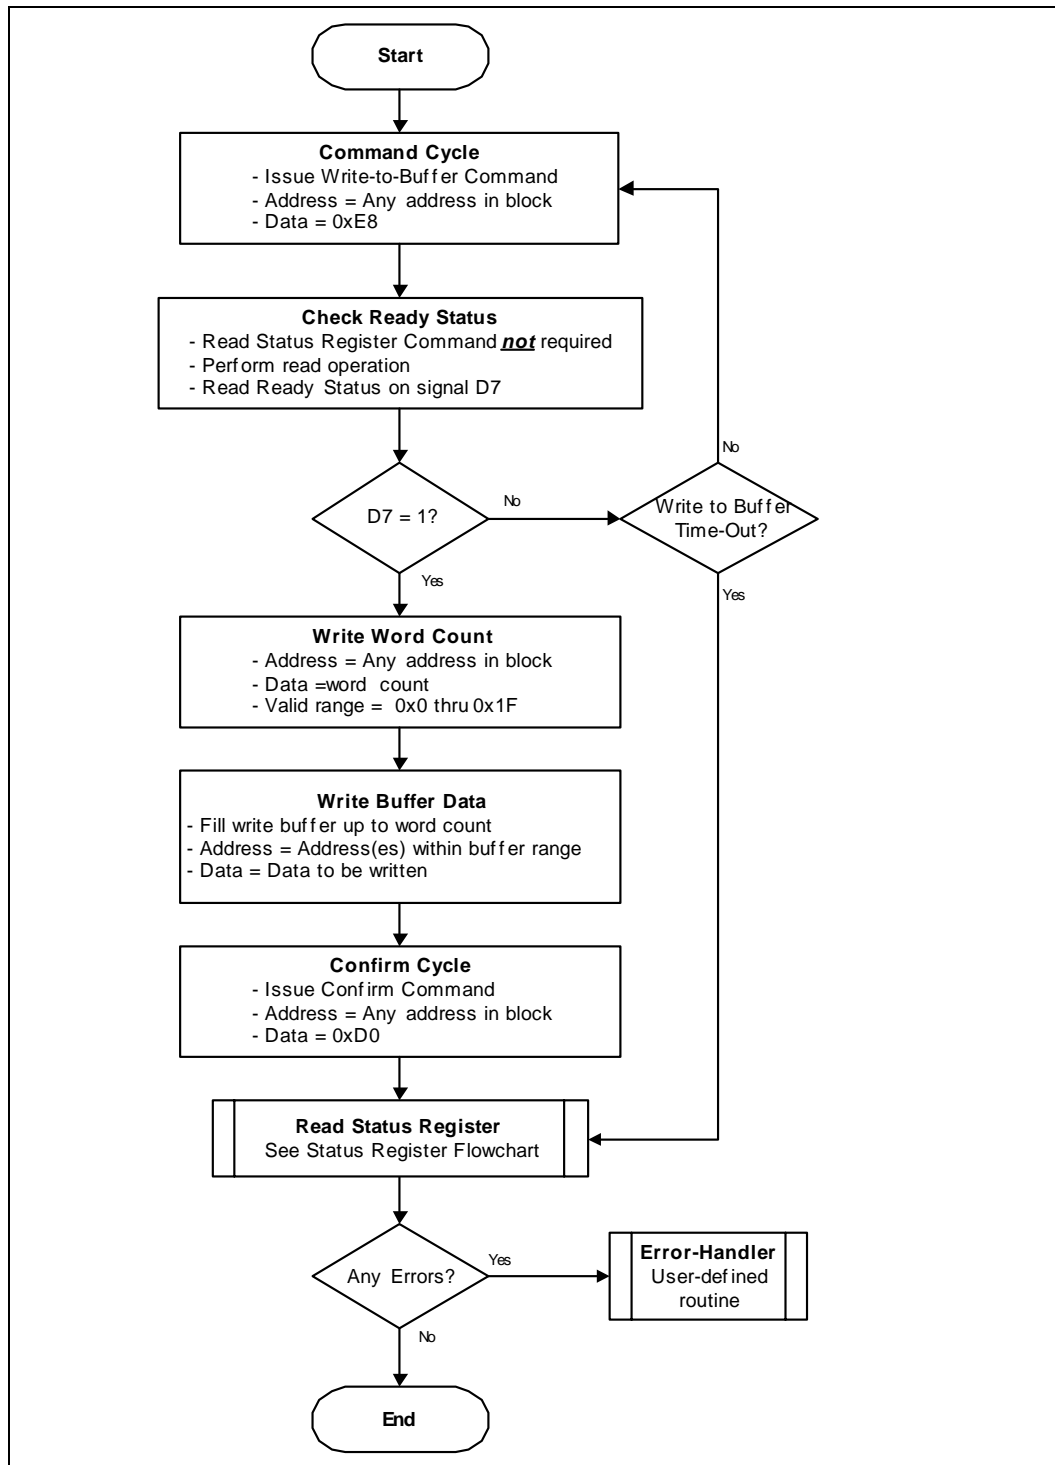 Start
Command Cycle
- Issue Write-to-Buffer Command
- Address = Any address in block
- Data = 0xE8
Check Ready Status
- Read Status Register Command not required
- Perform read operation
- Read Ready Status on signal D7
No
D7 = 1?
No
Write to Buffer
Time-Out?
Yes
Yes
Write Word Count
- Address = Any address in block
- Data =word count
- Valid range = 0x0 thru 0x1F
Write Buffer Data
- Fill write buffer up to word count
- Address = Address(es) within buffer range
- Data = Data to be written
Confirm Cycle
- Issue Confirm Command
- Address = Any address in block
- Data = 0xD0
Read Status Register
See Status Register Flowchart
Any Errors?
Yes
Error-Handler
User-defined
routine
No
End